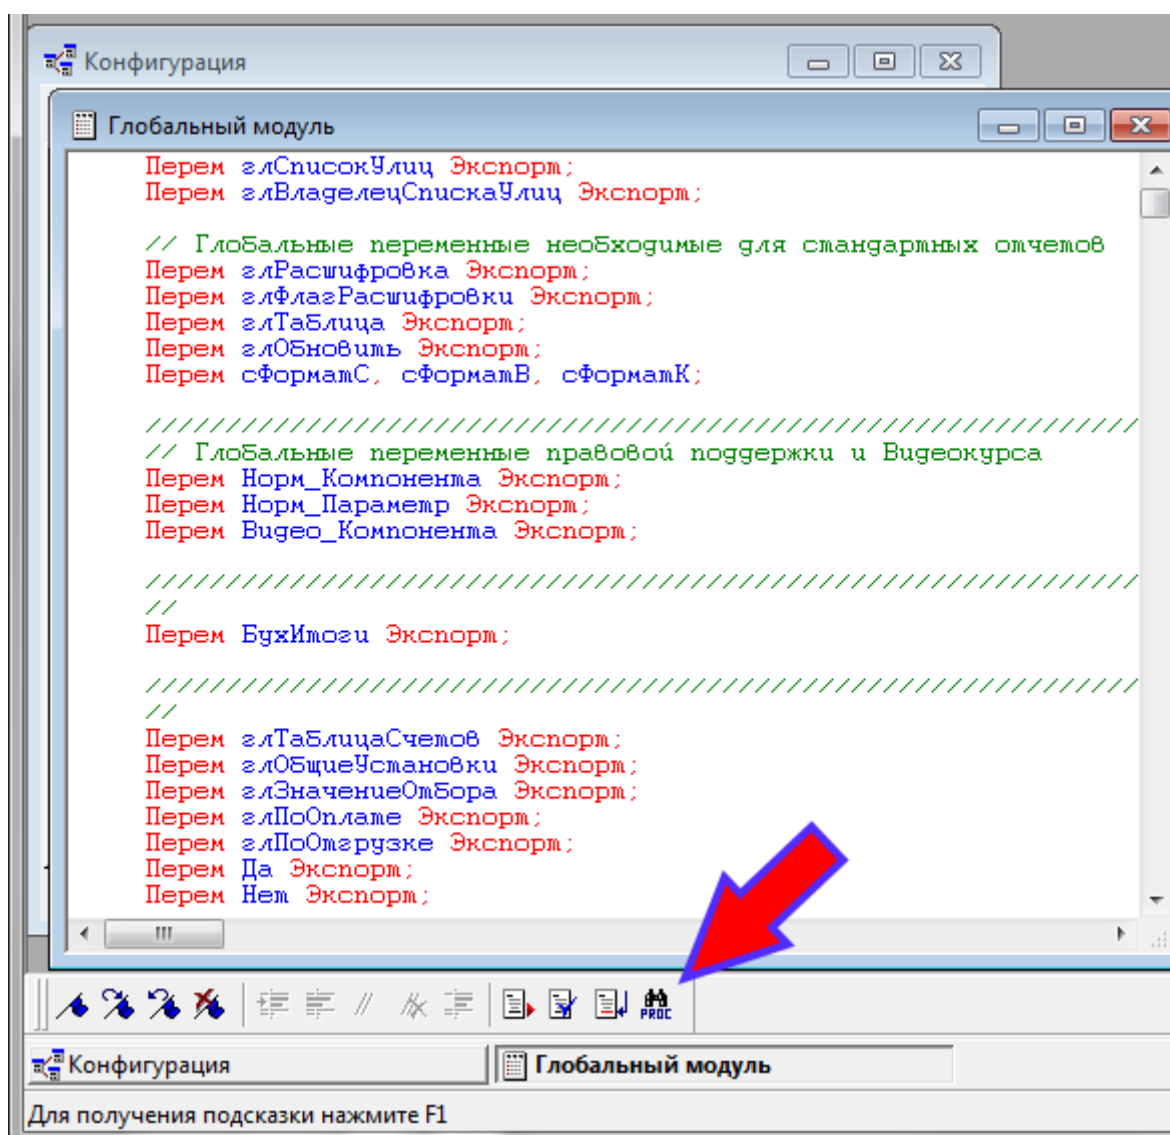 Конфигурация
Глобальный модуль
Перем глСписокУлиц Экспорт;
Перем глВладелецСпискаУлиц Экспорт;
// Глобальные переменные необходимые для стандартных отчетов
Перем глРасшифровка Экспорт;
Перем глФлагРасшифровки Экспорт;
Перем глТаблица Экспорт;
Перем глОбновить Экспорт;
Перем сФорматС, сФорматВ, сФорматК;
//////////////////////////////////////////////////////////////
// Глобальные переменные правовой поддержки и Видеокурса
Перем Норм_Компонента Экспорт;
Перем Норм_Параметр Экспорт;
Перем Видео_Компонента Экспорт;
//////////////////////////////////////////////////////////////
//
Перем БухИтоги Экспорт;
//////////////////////////////////////////////////////////////
//
Перем глТаблицаСчетов Экспорт;
Перем глОбщиеУстановки Экспорт;
Перем глЗначениеОтбора Экспорт;
Перем глПоОплате Экспорт;
Перем глПоОтгрузке Экспорт;
Перем Да Экспорт;
Перем Нет Экспорт;
PROC
Конфигурация
Глобальный модуль
Для получения подсказки нажмите F1